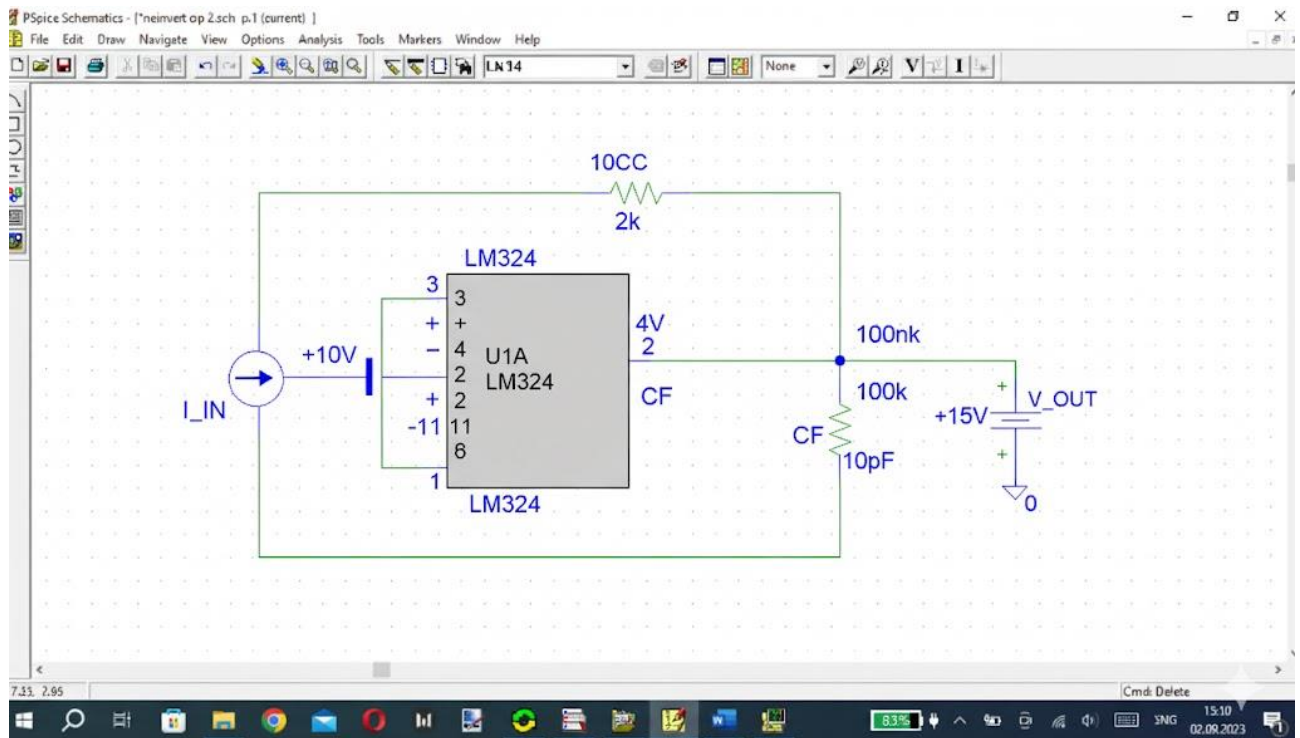 PSpice Schematics - [*neinvert op 2.sch p.1 (current) ]
File Edit Draw Navigate View Options Analysis Tools Markers Window Help
LN34 None V I
10CC
2k
LM324
3
3
+ +
- 4
2
+ 2
-11 11
8
1
U1A
LM324
LM324
+10V
I_IN
4V
2
CF
100nk
100k
CF
10pF
+
+15V
V_OUT
+
0
7.33, 2.95
Cmd: Delete
83%
SNG
15:10
02.09.2023